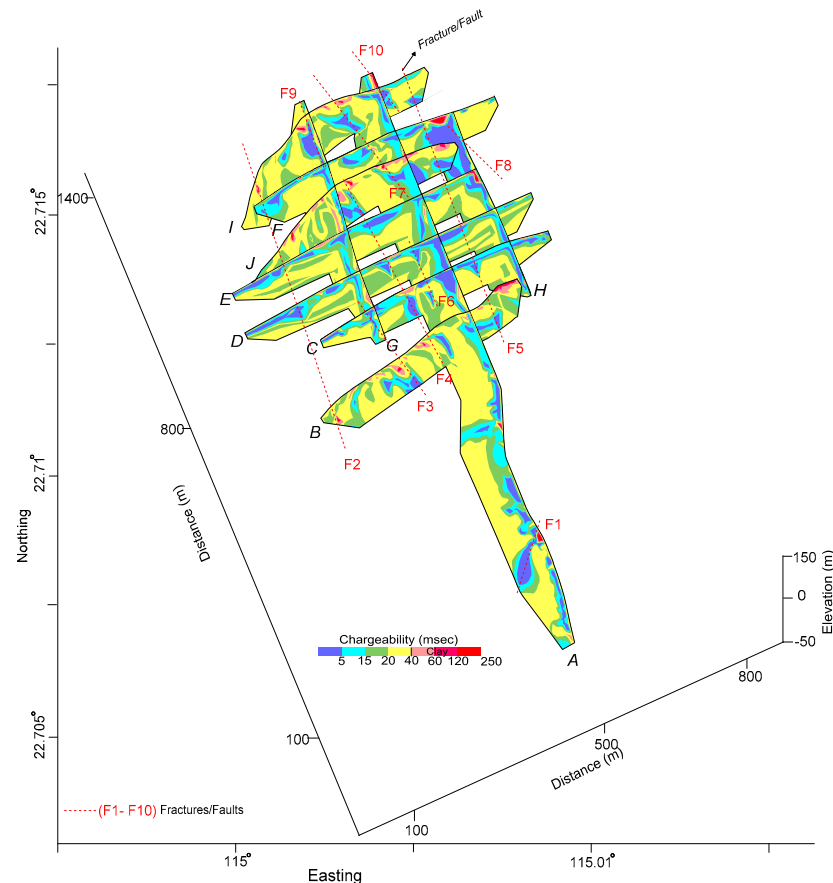 Fracture/Fault
F10
F9
F8
1400
22.715°
F7
I
F
J
E
H
F6
D
C
G
F5
F4
F3
800
B
F2
22.71°
Distance (m)
Northing
F1
150
0
-50
Elevation (m)
Chargeability (msec)
Clay
5 15 20 40 60 120 250
A
800
22.705°
100
500
Distance (m)
100
(F1- F10) Fractures/Faults
115°
115.01°
Easting